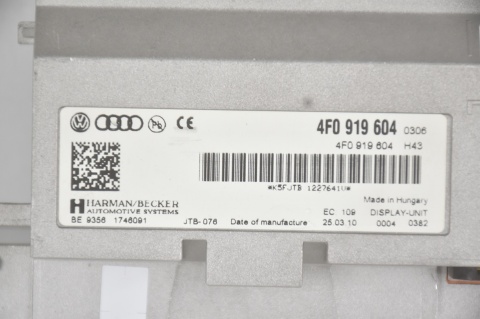 4F0 919 604 0306
4F0 919 604 H43
*K5FJTB 1227641V*
Made in Hungary
HARMAN/BECKER
AUTOMOTIVE SYSTEMS
EC 109 DISPLAY-UNIT
BE 9356 1746091 JTB-076 Date of manufacture 25.03.10 0004 0382